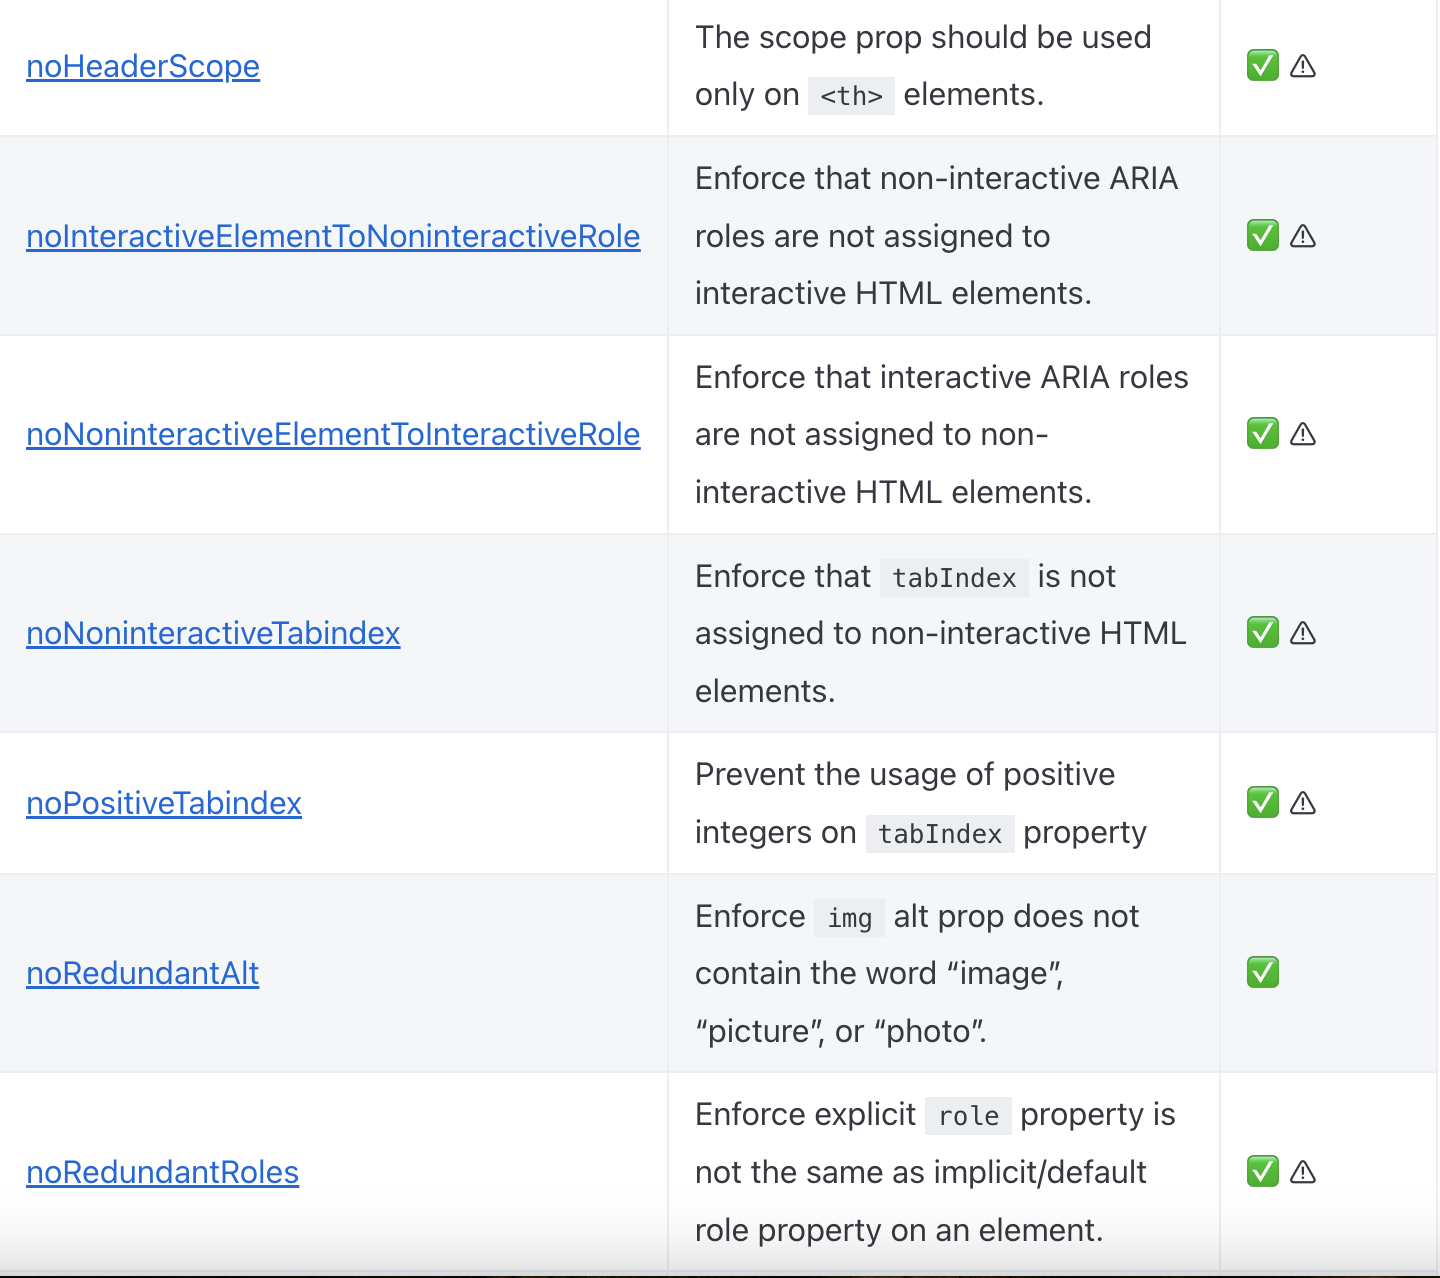 noHeaderScope
The scope prop should be used
only on <th> elements.
✅ ⚠
noInteractiveElementToNoninteractiveRole
Enforce that non-interactive ARIA
roles are not assigned to
interactive HTML elements.
✅ ⚠
noNoninteractiveElementToInteractiveRole
Enforce that interactive ARIA roles
are not assigned to non-
interactive HTML elements.
✅ ⚠
noNoninteractiveTabindex
Enforce that tabIndex is not
assigned to non-interactive HTML
elements.
✅ ⚠
noPositiveTabindex
Prevent the usage of positive
integers on tabIndex property
✅ ⚠
noRedundantAlt
Enforce img alt prop does not
contain the word “image”,
“picture”, or “photo”.
✅
noRedundantRoles
Enforce explicit role property is
not the same as implicit/default
role property on an element.
✅ ⚠